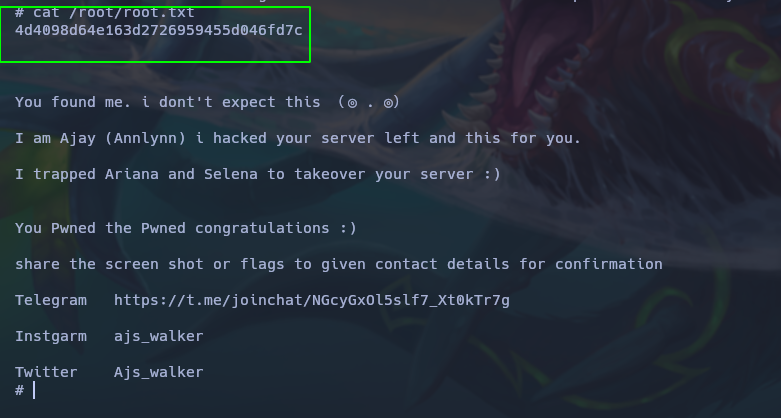 # cat /root/root.txt
4d4098d64e163d2726959455d046fd7c
You found me. i dont't expect this （◎ . ◎）
I am Ajay (Annlynn) i hacked your server left and this for you.
I trapped Ariana and Selena to takeover your server :)
You Pwned the Pwned congratulations :)
share the screen shot or flags to given contact details for confirmation
Telegram https://t.me/joinchat/NGcyGxOl5slf7_Xt0kTr7g
Instgarm ajs_walker
Twitter Ajs_walker
#